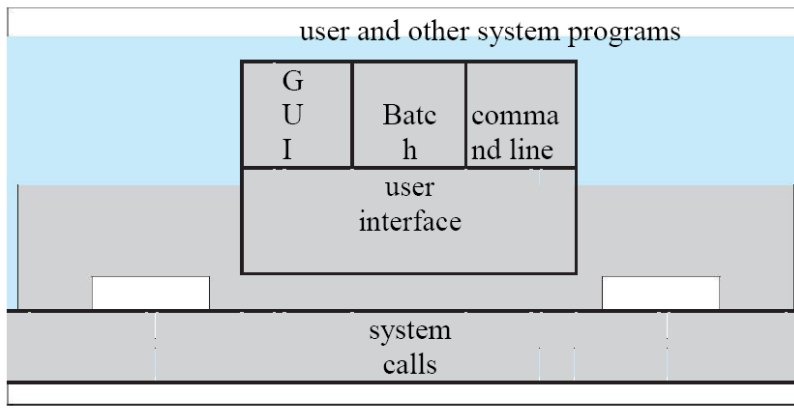 user and other system programs
G
U
I
Batc
h
comma
nd line
user
interface
system
calls